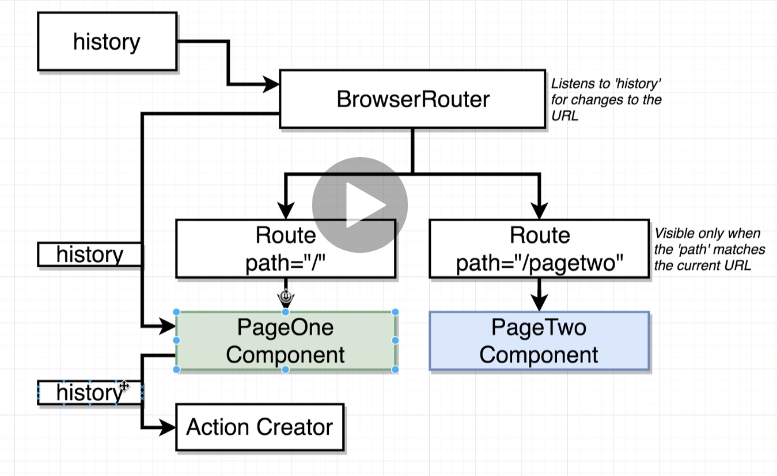 history
BrowserRouter
Listens to 'history'
for changes to the
URL
Route
path="/"
Route
path="/pagetwo"
Visible only when
the 'path' matches
the current URL
history
PageOne
Component
PageTwo
Component
history
Action Creator